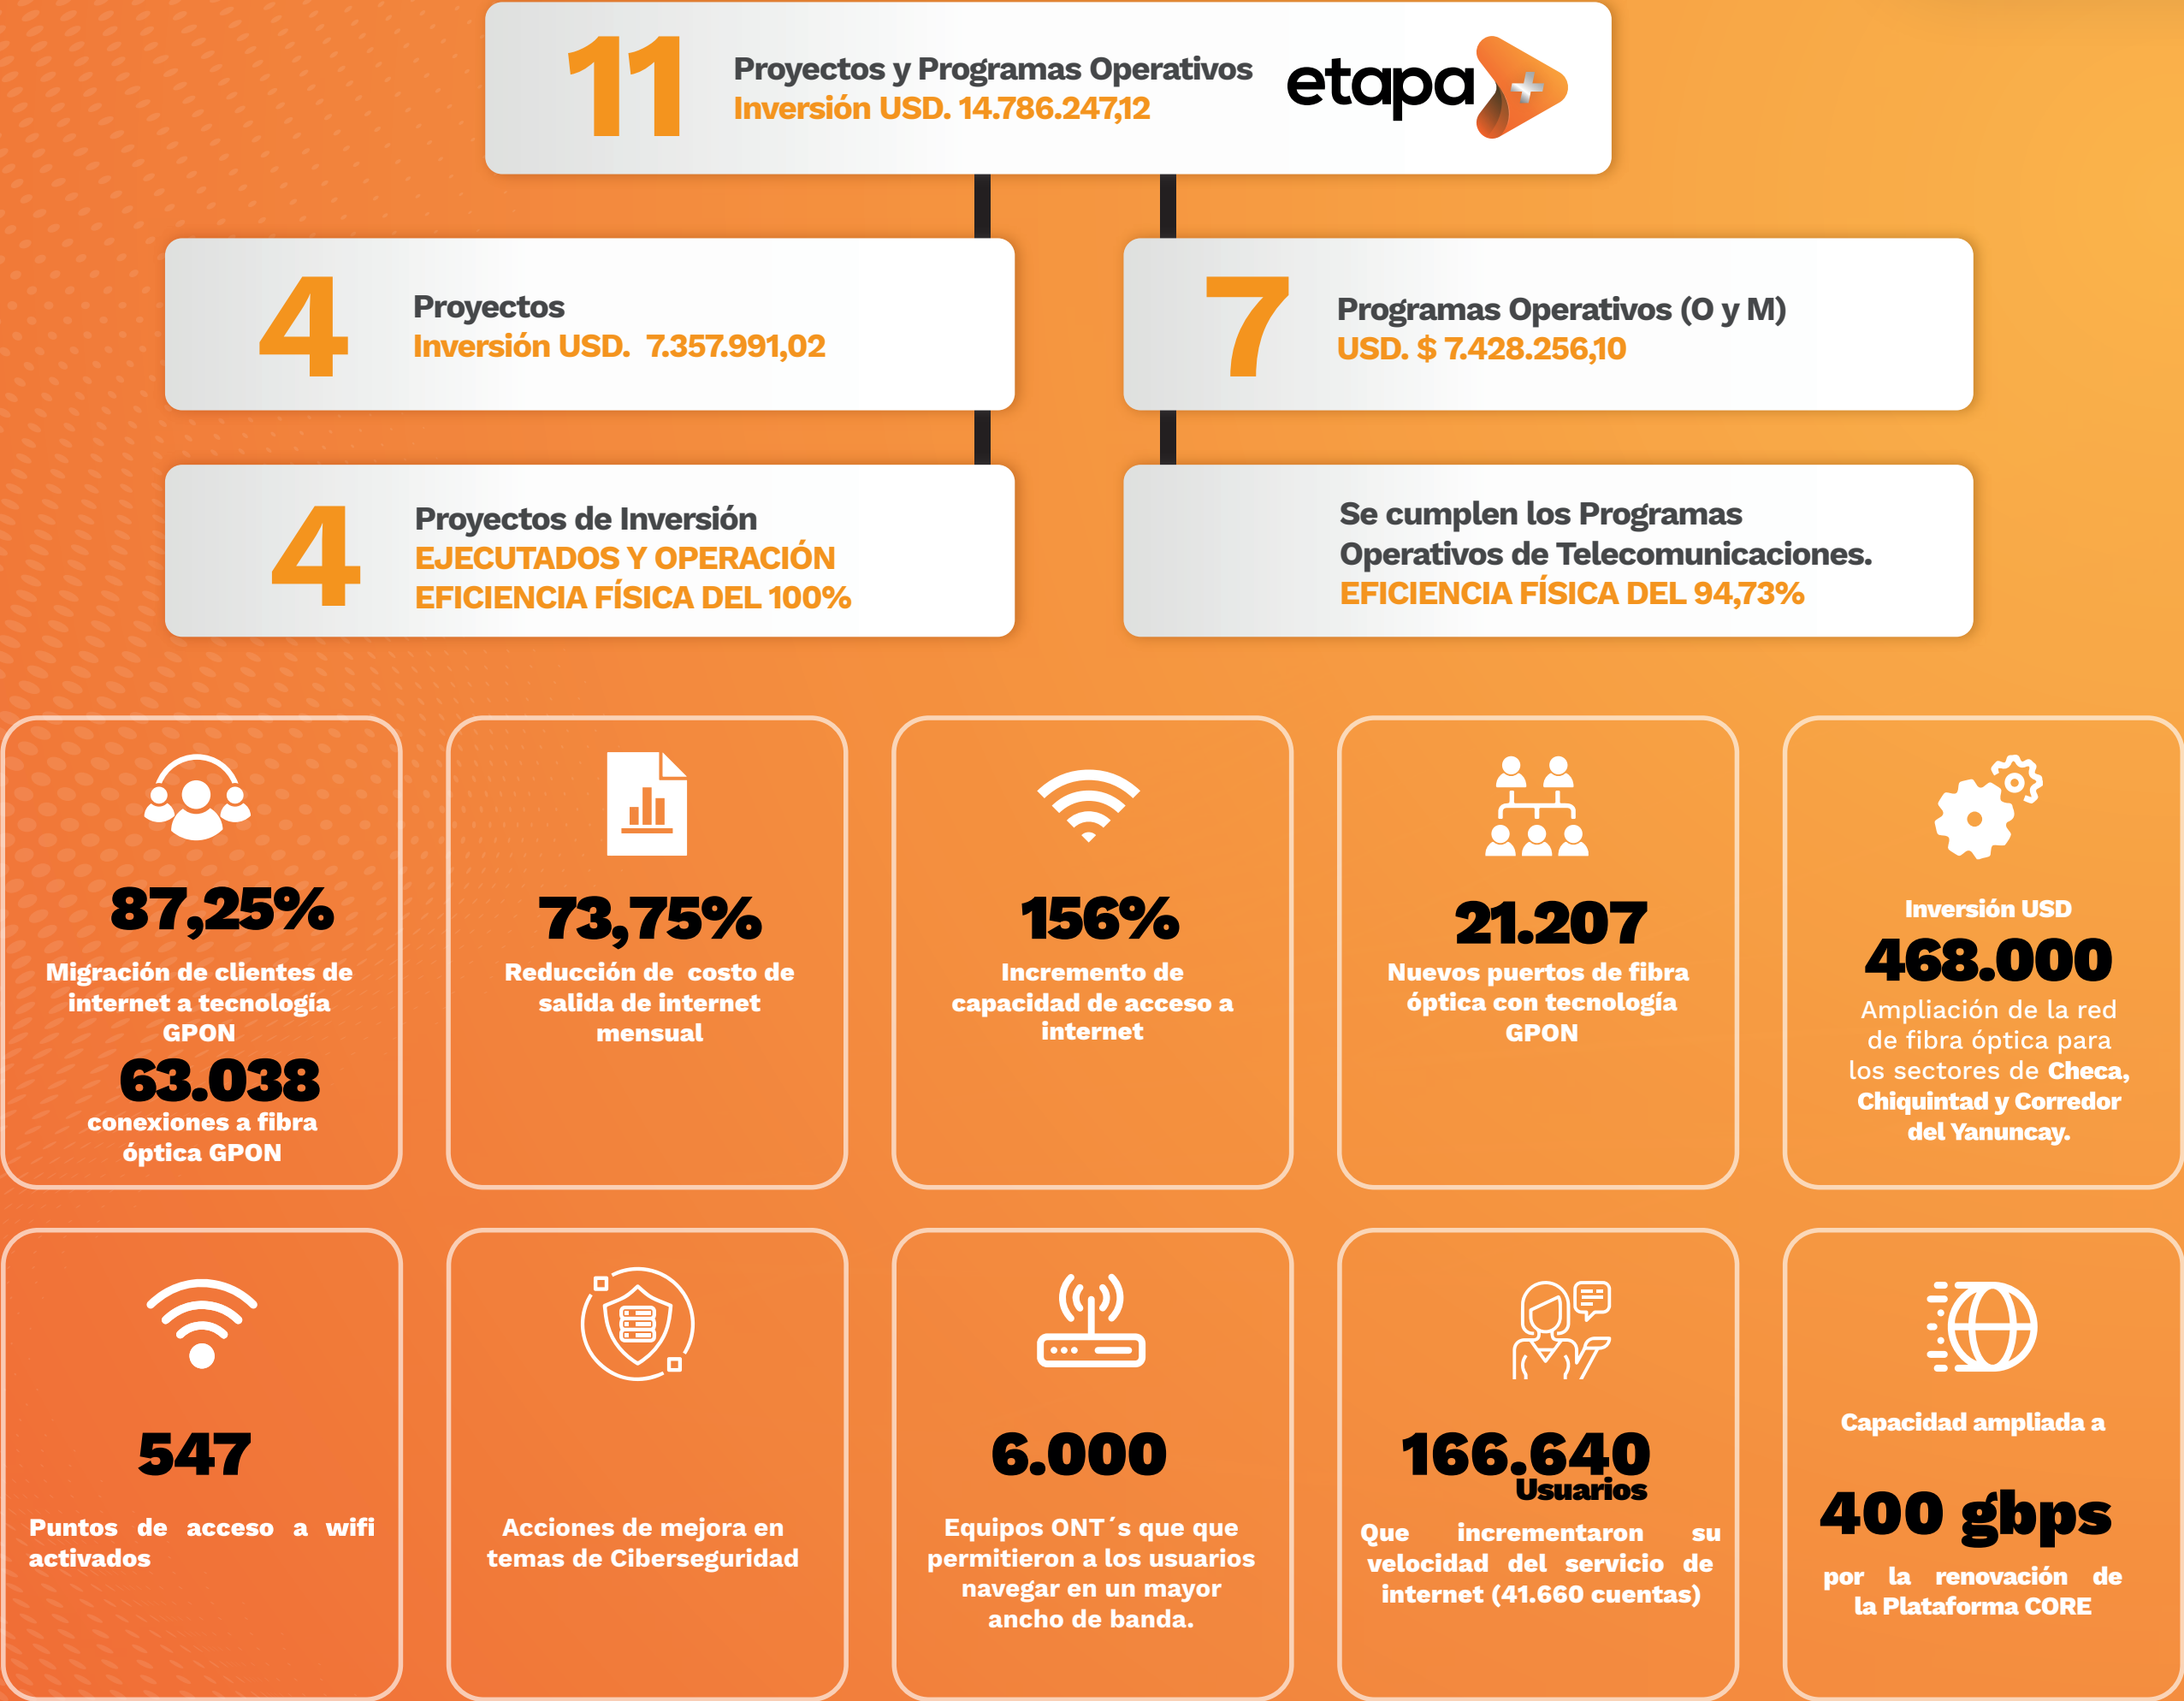 11
Proyectos y Programas Operativos
Inversión USD. 14.786.247,12
etapa
4
Proyectos
Inversión USD. 7.357.991,02
7
Programas Operativos (O y M)
USD. $ 7.428.256,10
4
Proyectos de Inversión
EJECUTADOS Y OPERACIÓN
EFICIENCIA FÍSICA DEL 100%
Se cumplen los Programas
Operativos de Telecomunicaciones.
EFICIENCIA FÍSICA DEL 94,73%
87,25%
Migración de clientes de
internet a tecnología
GPON
63.038
conexiones a fibra
óptica GPON
73,75%
Reducción de costo de
salida de internet
mensual
156%
Incremento de
capacidad de acceso a
internet
21.207
Nuevos puertos de fibra
óptica con tecnología
GPON
Inversión USD
468.000
Ampliación de la red
de fibra óptica para
los sectores de Checa,
Chiquintad y Corredor
del Yanuncay.
547
Puntos de acceso a wifi
activados
Acciones de mejora en
temas de Ciberseguridad
6.000
Equipos ONT´s que que
permitieron a los usuarios
navegar en un mayor
ancho de banda.
166.640
Usuarios
Que incrementaron su
velocidad del servicio de
internet (41.660 cuentas)
Capacidad ampliada a
400 gbps
por la renovación de
la Plataforma CORE